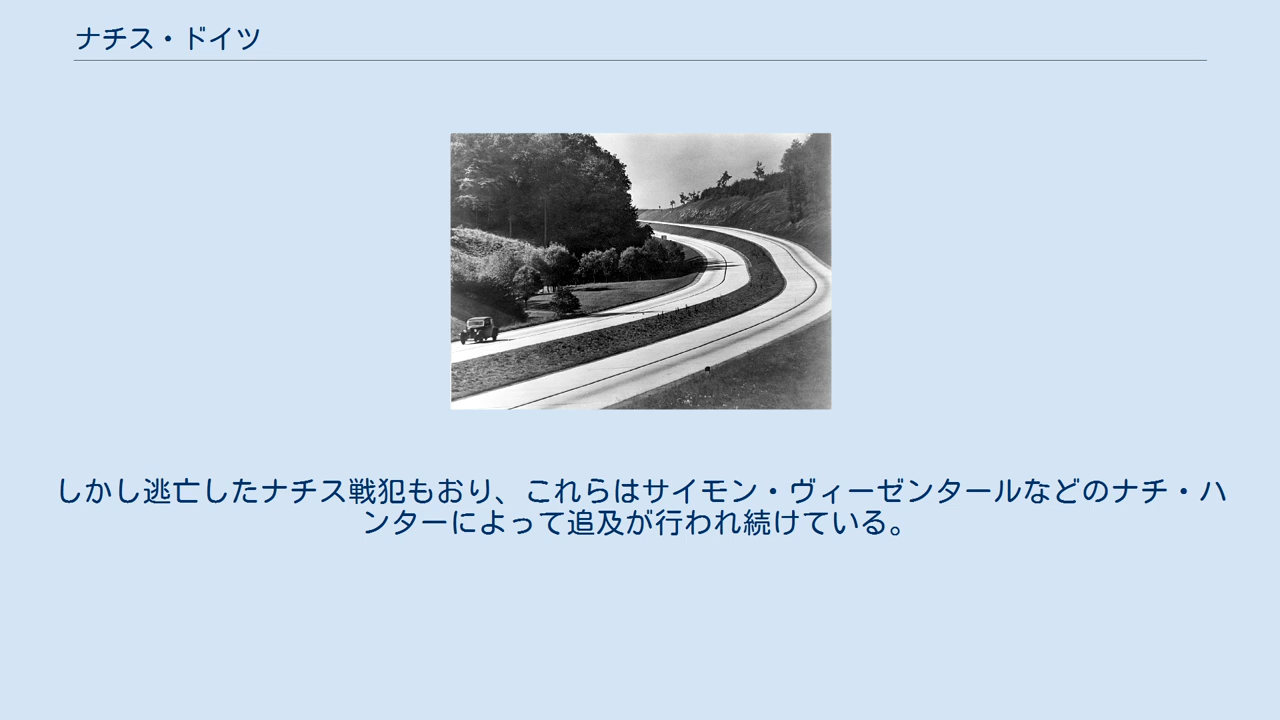 ナチス・ドイツ
しかし逃亡したナチス戦犯もおり、これらはサイモン・ヴィーゼンタールなどのナチ・ハ
ンターによって追及が行われ続けている。